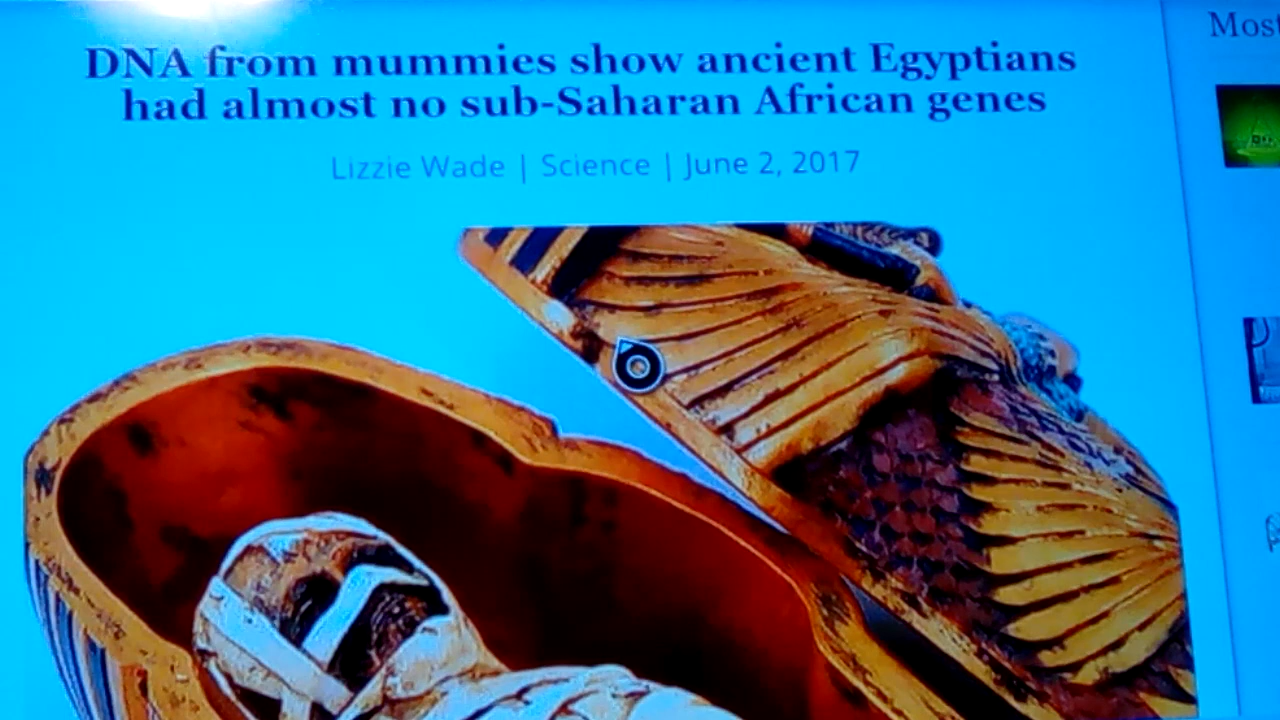 DNA from mummies show ancient Egyptians
had almost no sub-Saharan African genes
Lizzie Wade | Science | June 2, 2017